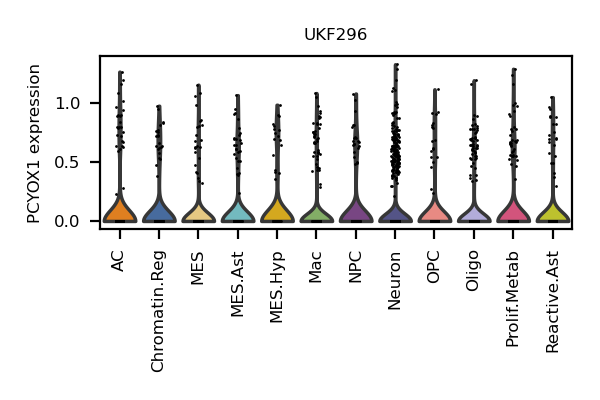 UKF296
PCYOX1 expression
1.0
0.5
0.0
AC
Chromatin.Reg
MES
MES.Ast
MES.Hyp
Mac
NPC
Neuron
OPC
Oligo
Prolif.Metab
Reactive.Ast